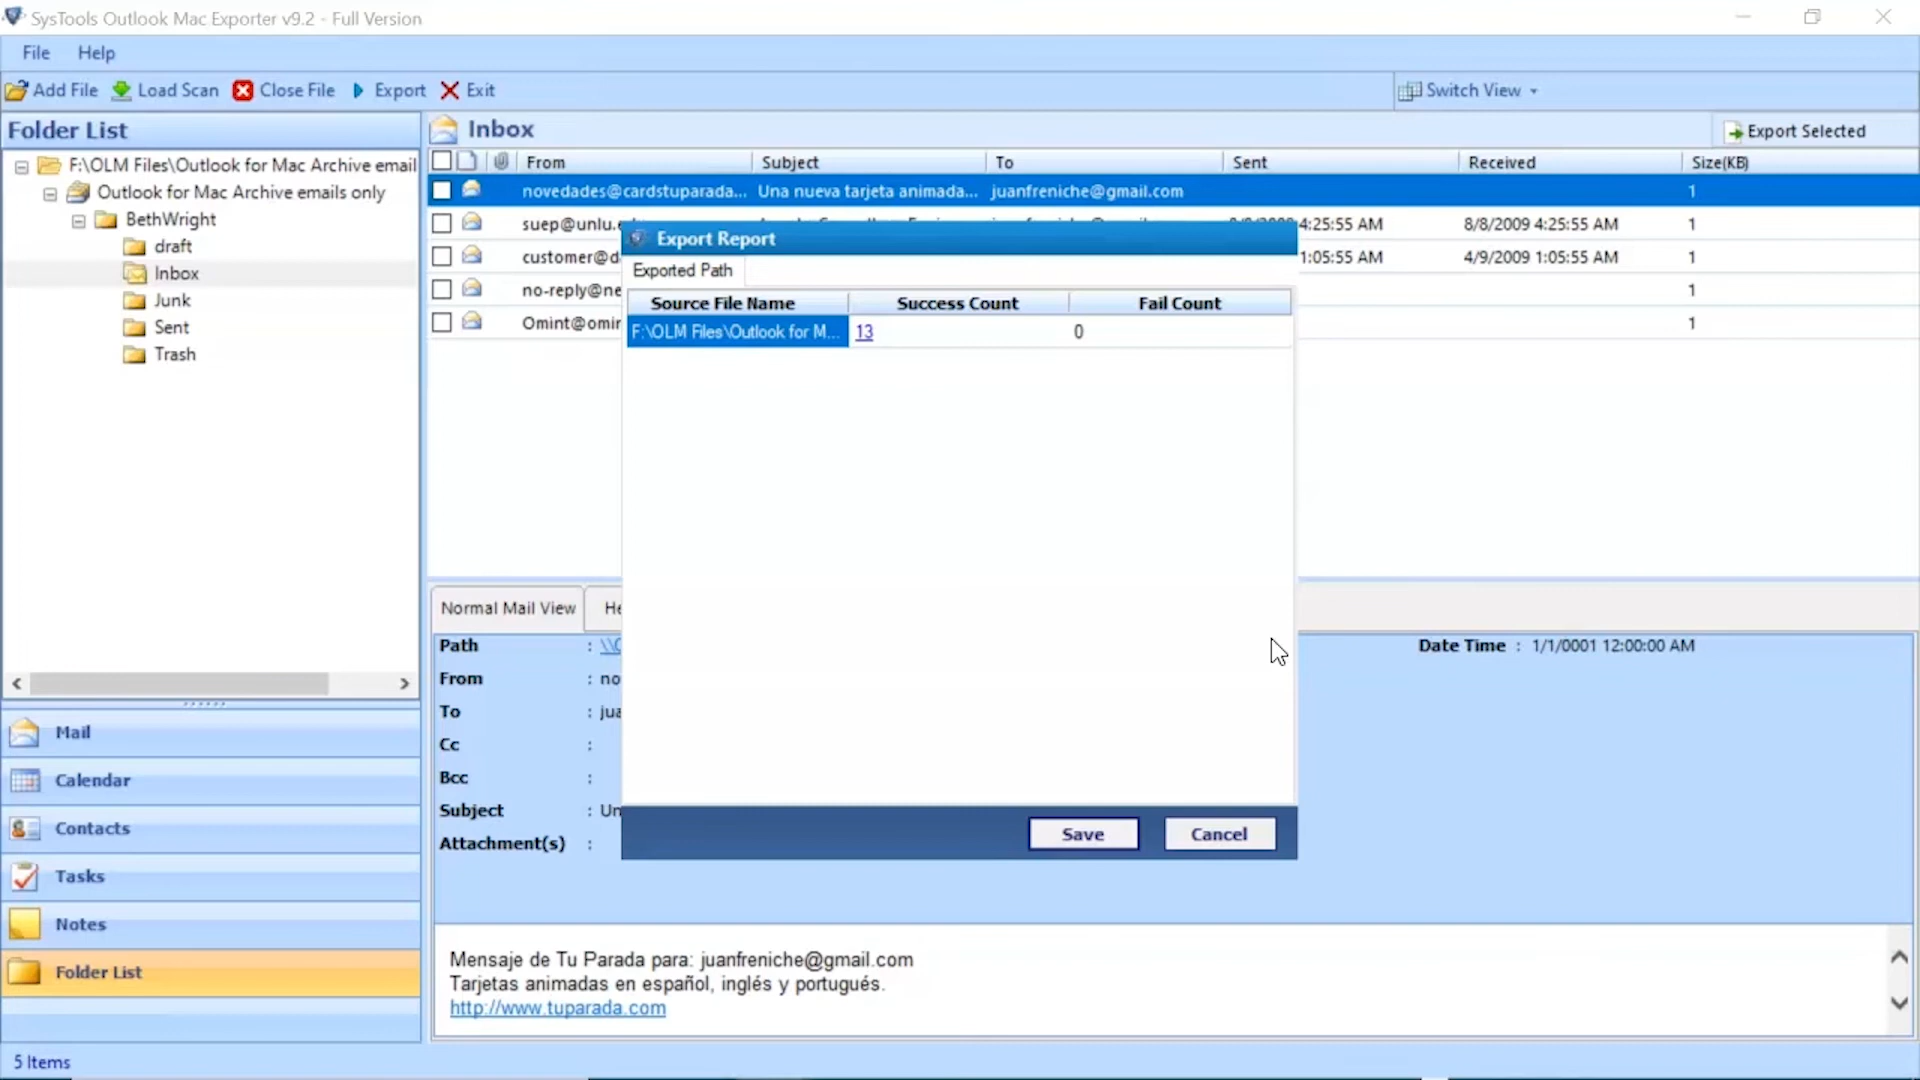 SysTools Outlook Mac Exporter v9.2 - Full Version
File Help
Add File Load Scan Close File Export Exit Switch View
Folder List
Inbox
Export Selected
F:\OLM Files\Outlook for Mac Archive email
Outlook for Mac Archive emails only
BethWright
draft
Inbox
Junk
Sent
Trash
From Subject To Sent Received Size(KB)
novedades@cardstuparada... Una nueva tarjeta animada... juanfreniche@gmail.com 1
suep@unlu. 4:25:55 AM 8/8/2009 4:25:55 AM 1
customer@d 1:05:55 AM 4/9/2009 1:05:55 AM 1
no-reply@ne 1
Omint@omin 1
Export Report
Exported Path
Source File Name Success Count Fail Count
F:\OLM Files\Outlook for M... 13 0
Save Cancel
Normal Mail View He
Path : \\ Date Time : 1/1/0001 12:00:00 AM
From : no
To : jua
Cc :
Bcc :
Subject : Un
Attachment(s) :
Mail
Calendar
Contacts
Tasks
Notes
Folder List
Mensaje de Tu Parada para: juanfreniche@gmail.com
Tarjetas animadas en español, inglés y portugués.
http://www.tuparada.com
5 Items